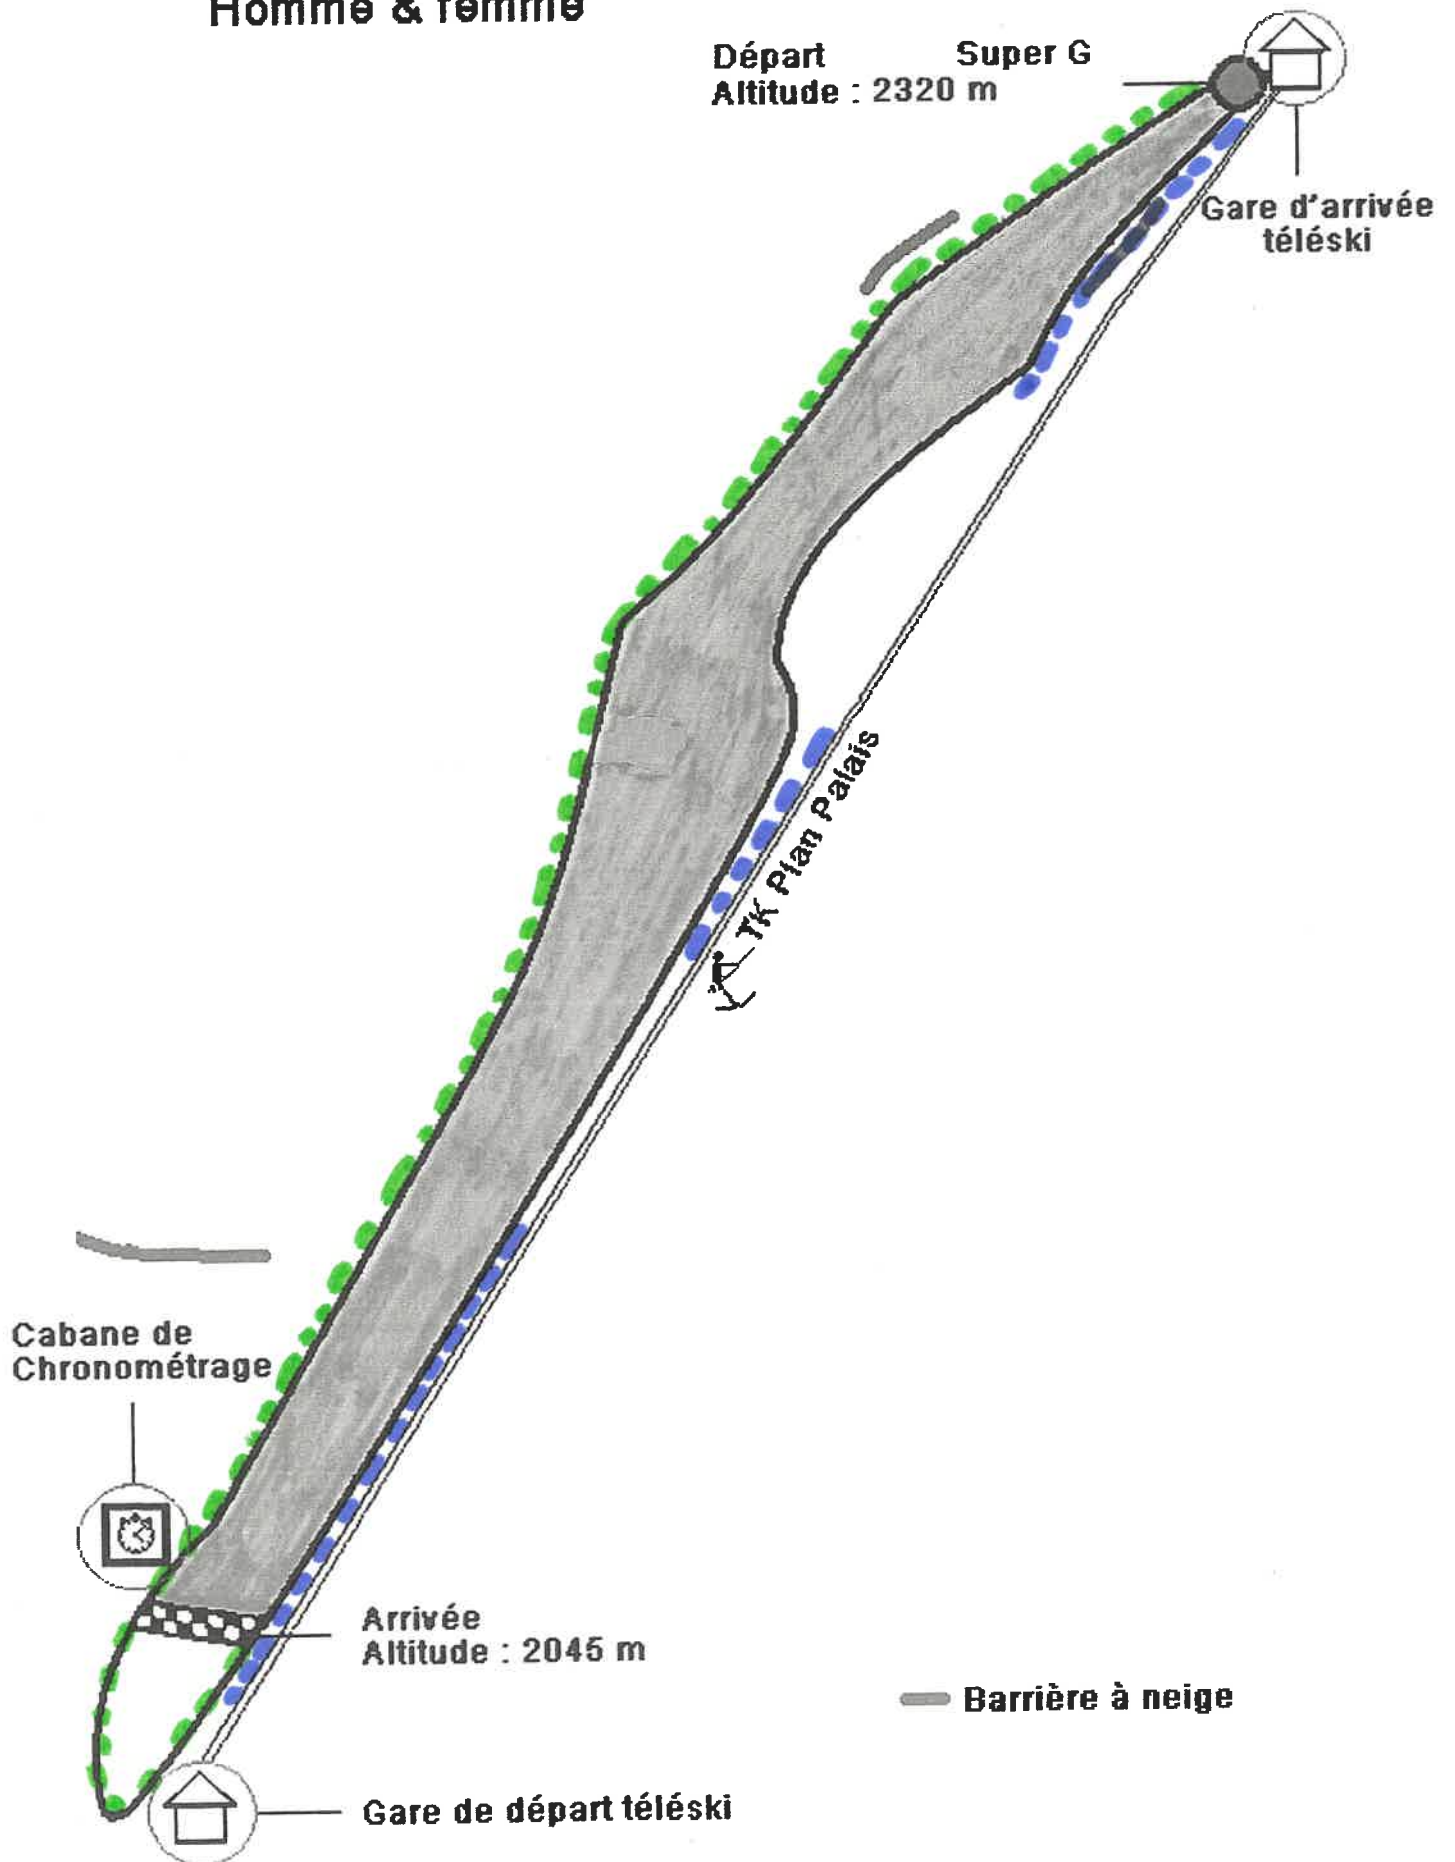 Homme & femme
Départ Super G
Altitude : 2320 m
Gare d'arrivée
téléski
TK Plan Palais
Cabane de
Chronométrage
Arrivée
Altitude : 2045 m
Barrière à neige
Gare de départ téléski